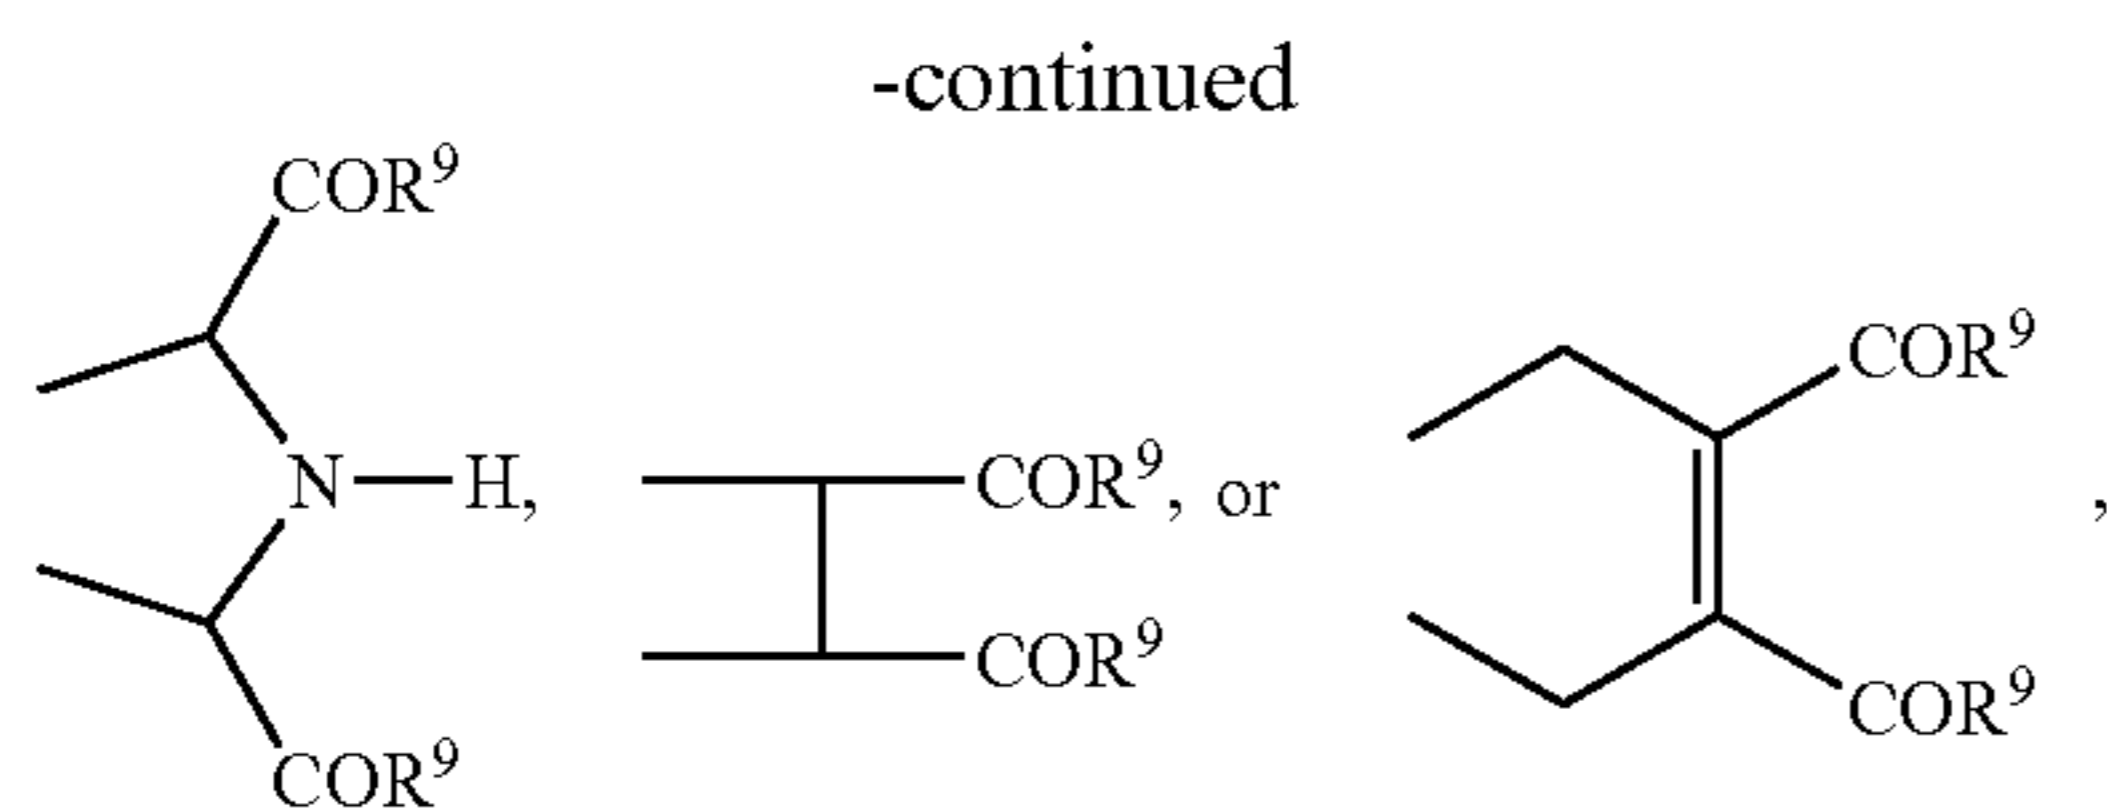 -continued
COR⁹
COR⁹
N—H, COR⁹, or ,
COR⁹
COR⁹
COR⁹